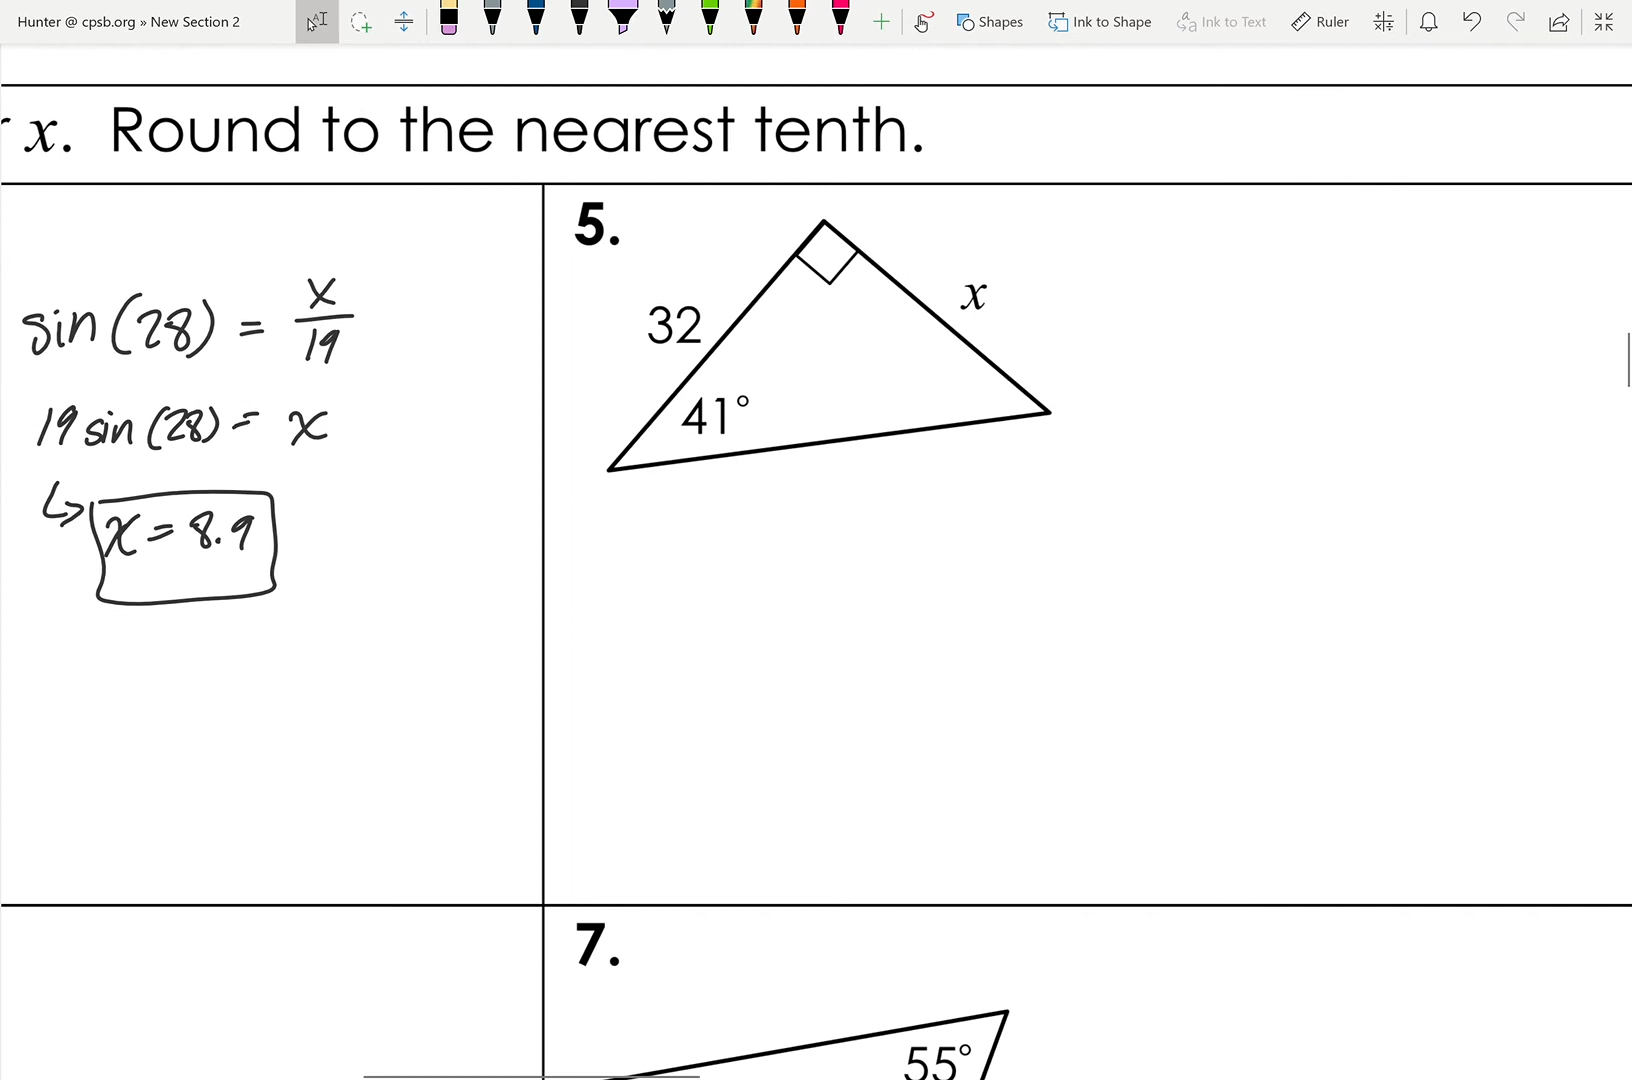 Hunter @ cpsb.org » New Section 2 Shapes Ink to Shape Ink to Text Ruler
x. Round to the nearest tenth.
sin(28) = x/19
19 sin(28) = x
x = 8.9
5.
x
32
41°
7.
55°